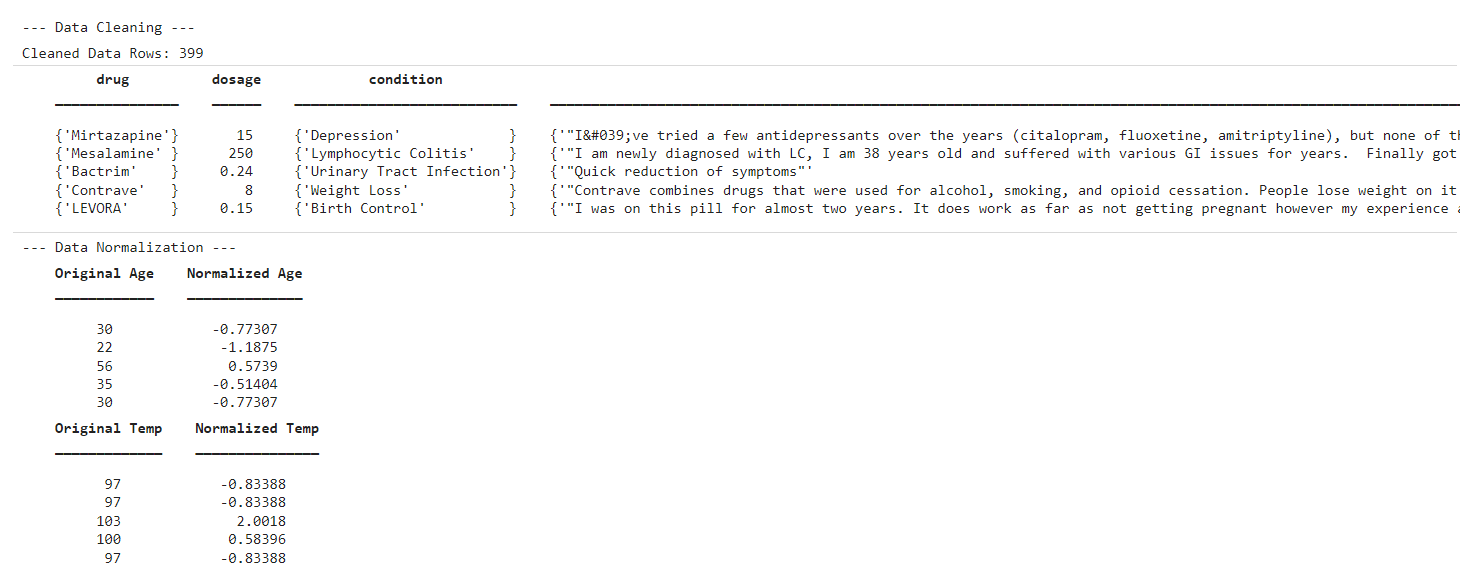 --- Data Cleaning ---
Cleaned Data Rows: 399
drug dosage condition
{'Mirtazapine'} 15 {'Depression' } {'"I&#039;ve tried a few antidepressants over the years (citalopram, fluoxetine, amitriptyline), but none of th
{'Mesalamine' } 250 {'Lymphocytic Colitis' } {'"I am newly diagnosed with LC, I am 38 years old and suffered with various GI issues for years.  Finally got
{'Bactrim' } 0.24 {'Urinary Tract Infection'} {'"Quick reduction of symptoms"'
{'Contrave' } 8 {'Weight Loss' } {'"Contrave combines drugs that were used for alcohol, smoking, and opioid cessation. People lose weight on it
{'LEVORA' } 0.15 {'Birth Control' } {'"I was on this pill for almost two years. It does work as far as not getting pregnant however my experience
--- Data Normalization ---
Original Age Normalized Age
30 -0.77307
22 -1.1875
56 0.5739
35 -0.51404
30 -0.77307
Original Temp Normalized Temp
97 -0.83388
97 -0.83388
103 2.0018
100 0.58396
97 -0.83388